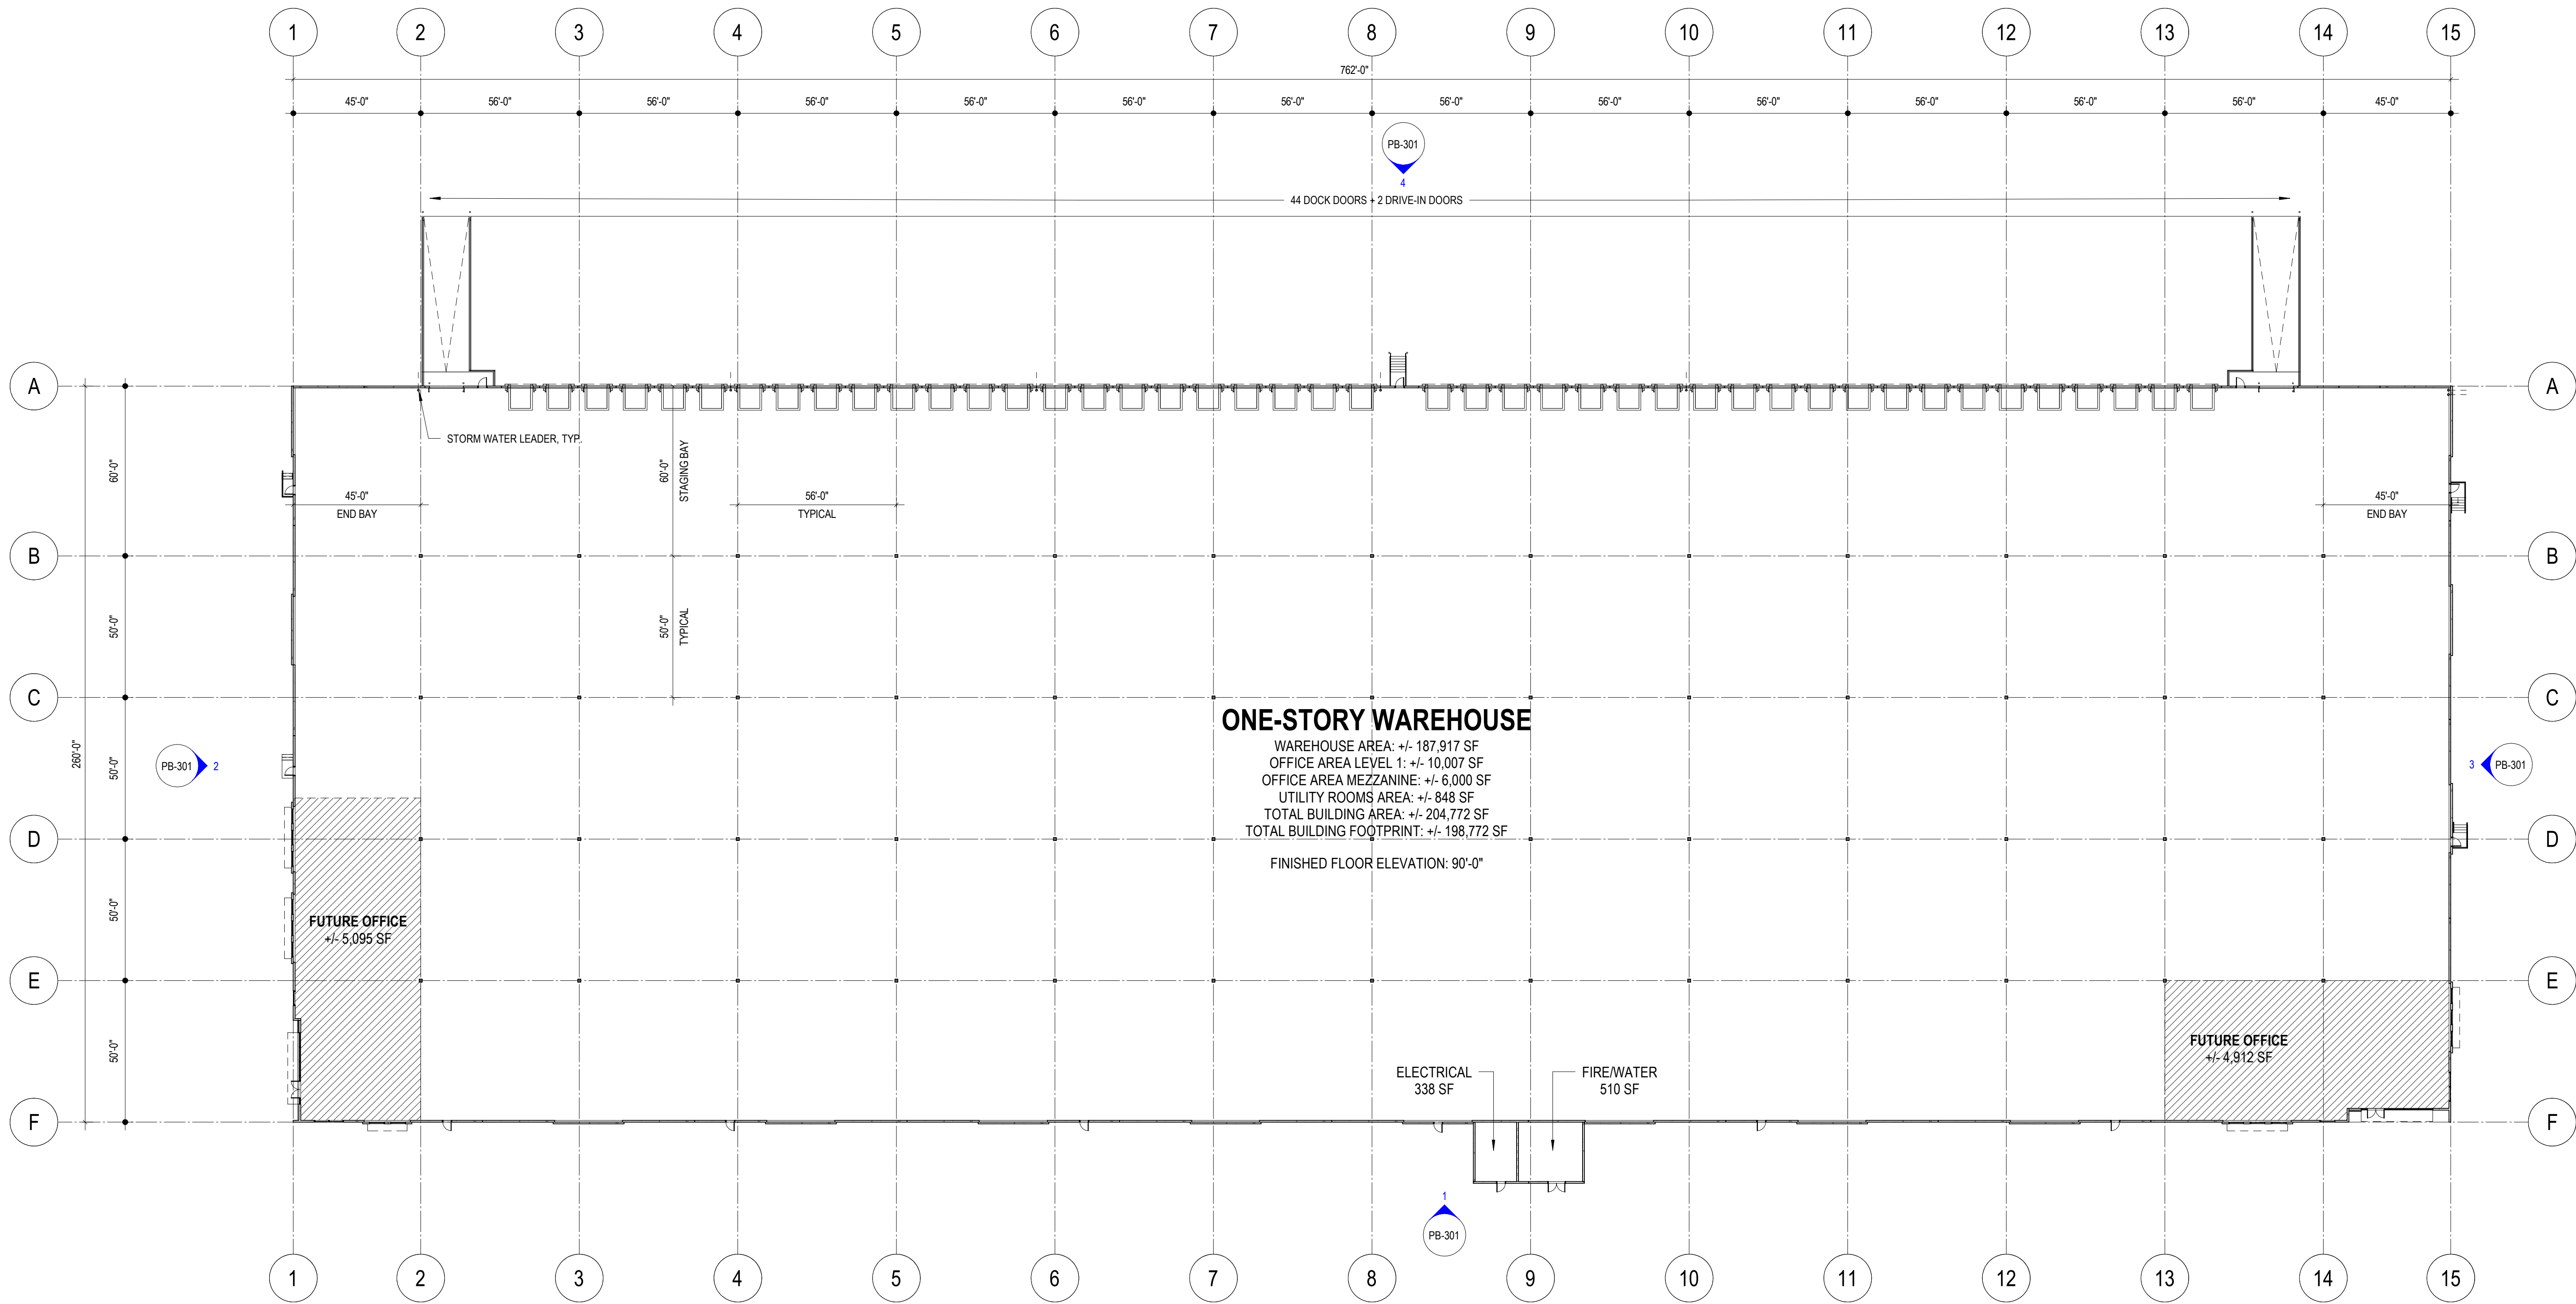 1 2 3 4 5 6 7 8 9 10 11 12 13 14 15
762'-0"
45'-0" 56'-0" 56'-0" 56'-0" 56'-0" 56'-0" 56'-0" 56'-0" 56'-0" 56'-0" 56'-0" 56'-0" 56'-0" 45'-0"
PB-301
4
44 DOCK DOORS + 2 DRIVE-IN DOORS
A A
STORM WATER LEADER, TYP.
60'-0"
60'-0"
STAGING BAY
45'-0"
END BAY
56'-0"
TYPICAL
45'-0"
END BAY
B B
50'-0"
50'-0"
TYPICAL
C C
ONE-STORY WAREHOUSE
WAREHOUSE AREA: +/- 187,917 SF
OFFICE AREA LEVEL 1: +/- 10,007 SF
OFFICE AREA MEZZANINE: +/- 6,000 SF
UTILITY ROOMS AREA: +/- 848 SF
TOTAL BUILDING AREA: +/- 204,772 SF
TOTAL BUILDING FOOTPRINT: +/- 198,772 SF
FINISHED FLOOR ELEVATION: 90'-0"
260'-0"
50'-0"
PB-301 2
3 PB-301
D D
50'-0"
FUTURE OFFICE
+/- 5,095 SF
E E
50'-0"
FUTURE OFFICE
+/- 4,912 SF
ELECTRICAL
338 SF
FIRE/WATER
510 SF
F F
1
PB-301
1 2 3 4 5 6 7 8 9 10 11 12 13 14 15